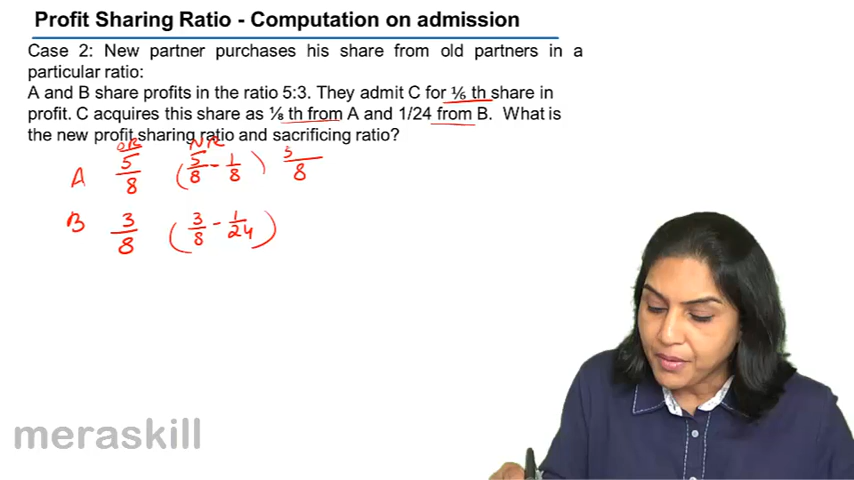 Profit Sharing Ratio - Computation on admission
Case 2: New partner purchases his share from old partners in a
particular ratio:
A and B share profits in the ratio 5:3. They admit C for ⅙ th share in
profit. C acquires this share as ⅛ th from A and 1/24 from B. What is
the new profit sharing ratio and sacrificing ratio?
OR NR
A 5/8 (5/8 - 1/8)
/8
B 3/8 (3/8 - 1/24)
meraskill